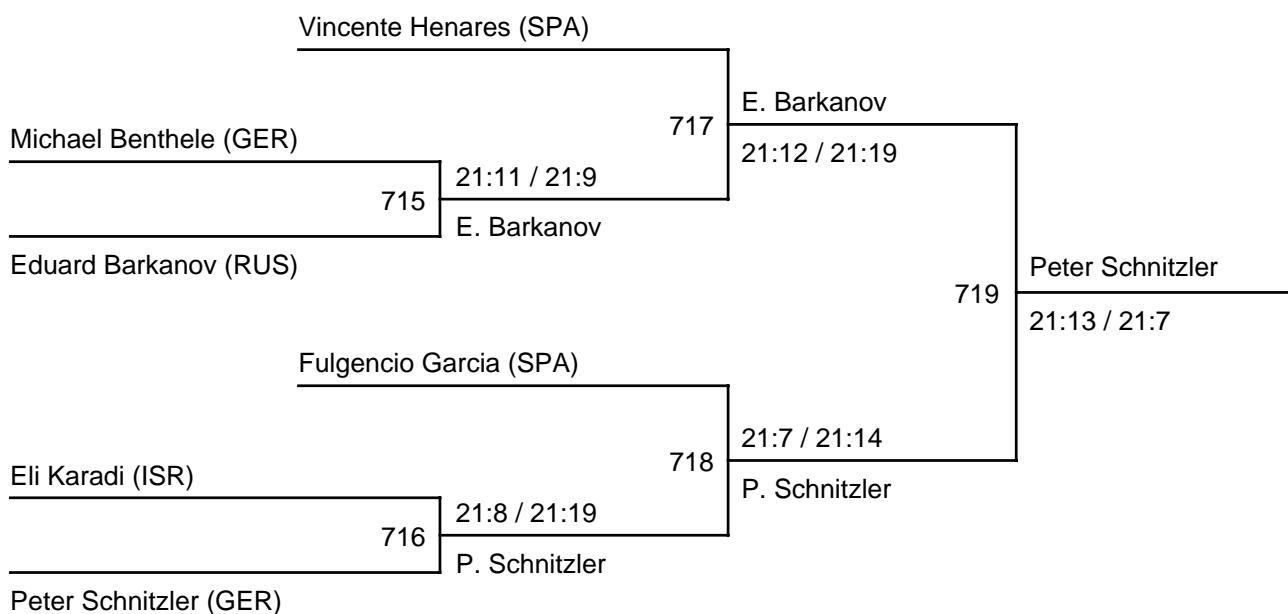 Vincente Henares (SPA)
E. Barkanov
717
Michael Benthele (GER)
21:12 / 21:19
21:11 / 21:9
715
E. Barkanov
Eduard Barkanov (RUS)
Peter Schnitzler
719
21:13 / 21:7
Fulgencio Garcia (SPA)
21:7 / 21:14
718
Eli Karadi (ISR)
P. Schnitzler
21:8 / 21:19
716
P. Schnitzler
Peter Schnitzler (GER)